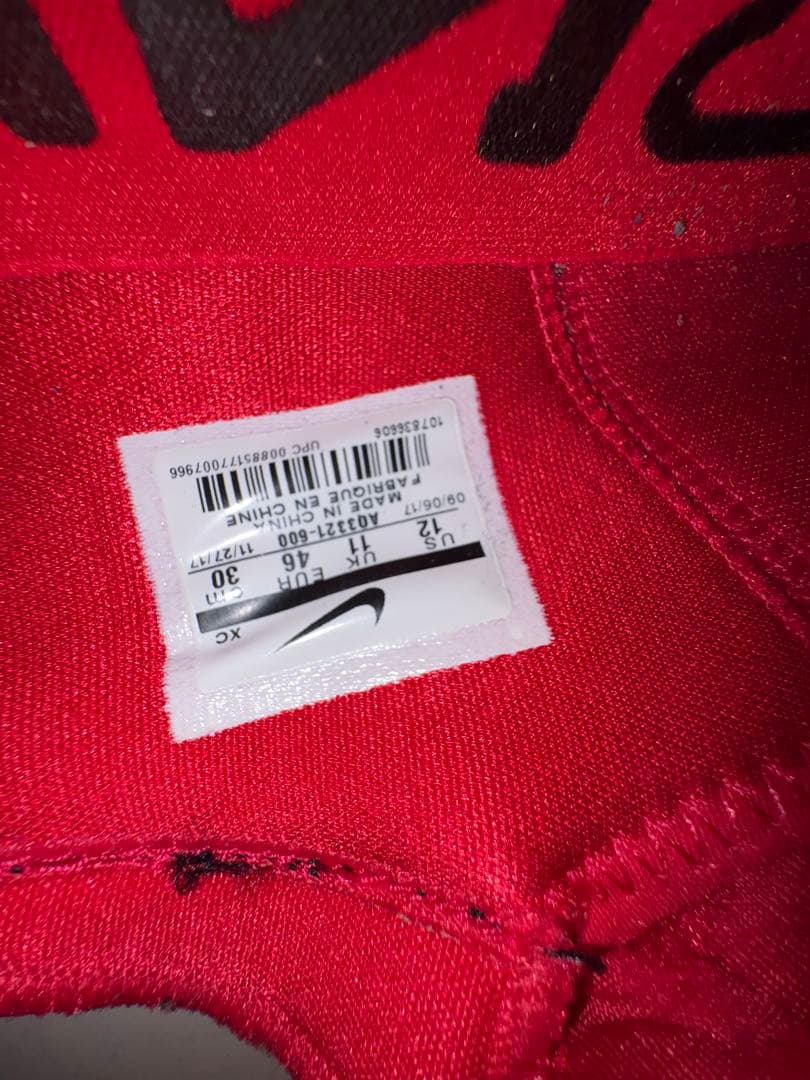 XC
US UK EUR cm
12 11 46 30
09/06/17 A03321-600 11/27/17
MADE IN CHINA
FABRIQUE EN CHINE
107836606 UPC 00885177007966